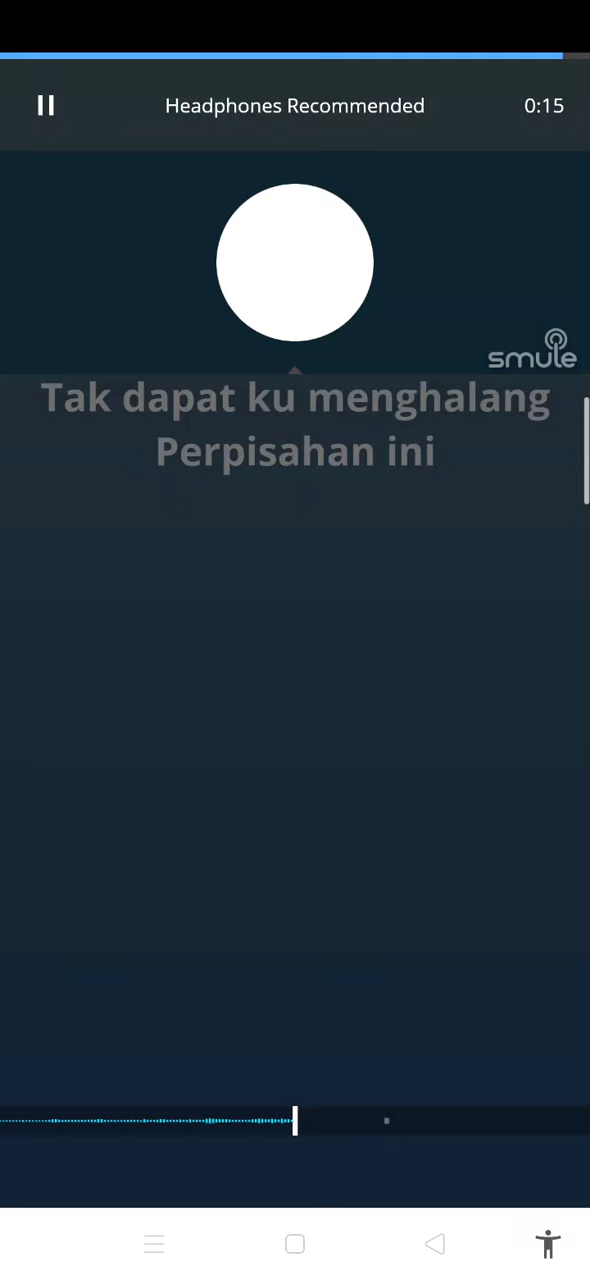 Headphones Recommended
0:15
smule
Tak dapat ku menghalang
Perpisahan ini